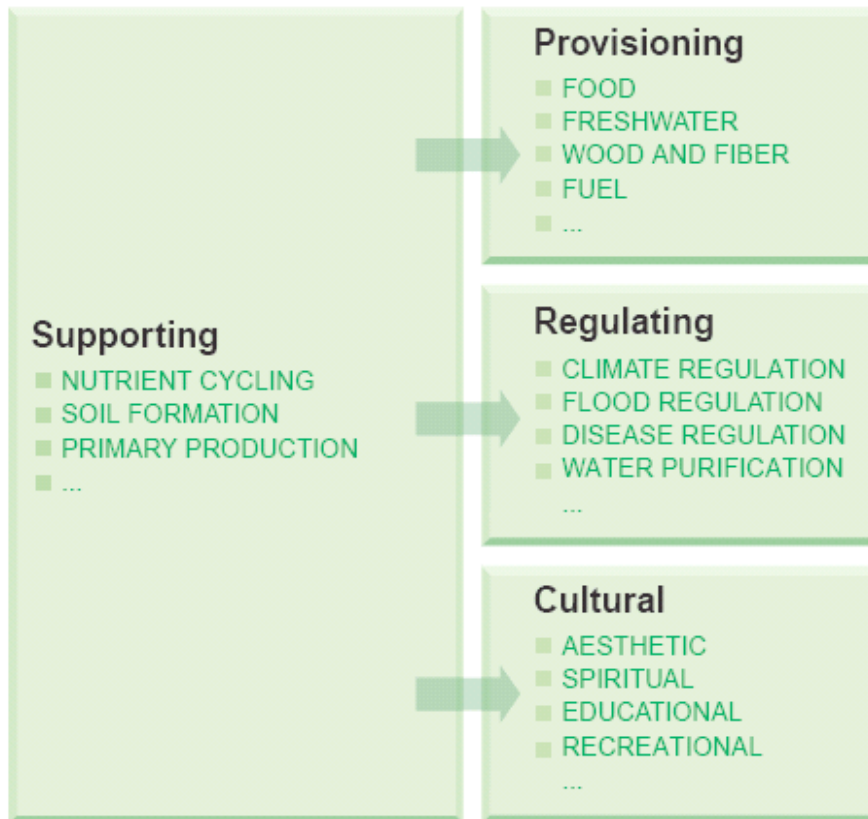 Supporting
NUTRIENT CYCLING
SOIL FORMATION
PRIMARY PRODUCTION
...
Provisioning
FOOD
FRESHWATER
WOOD AND FIBER
FUEL
...
Regulating
CLIMATE REGULATION
FLOOD REGULATION
DISEASE REGULATION
WATER PURIFICATION
...
Cultural
AESTHETIC
SPIRITUAL
EDUCATIONAL
RECREATIONAL
...